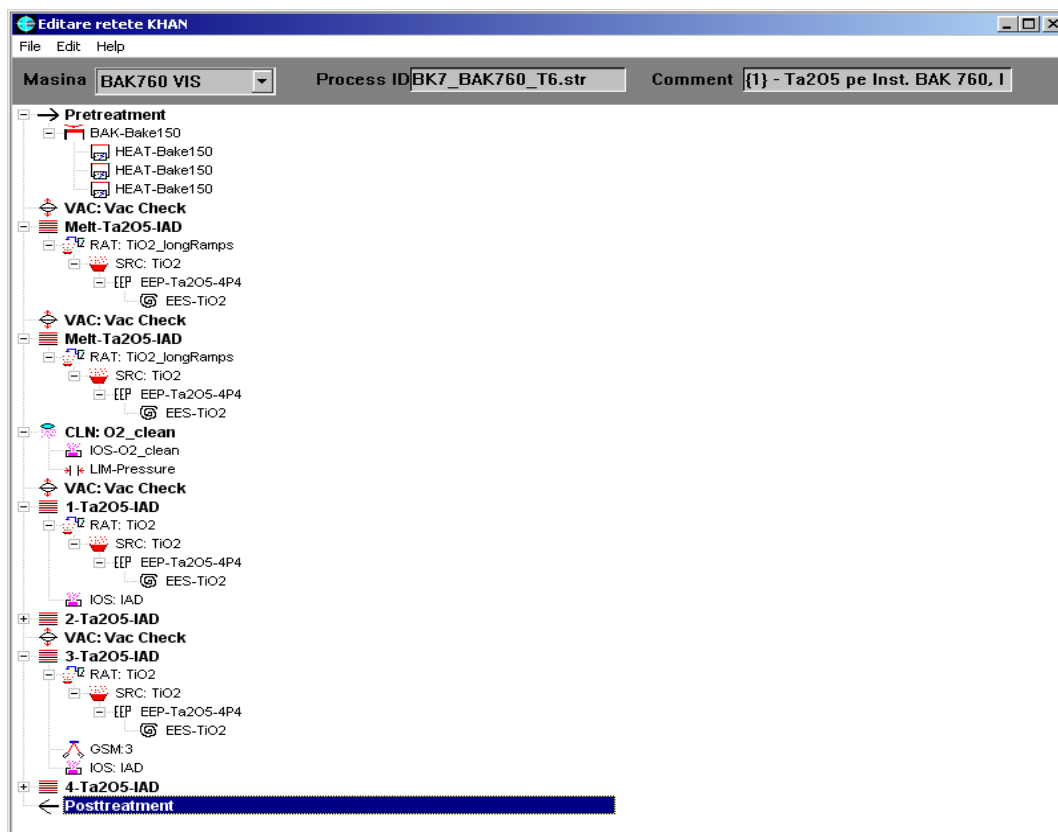 Editare retete KHAN
File Edit Help
Masina BAK760 VIS Process ID BK7_BAK760_T6.str Comment {1} - Ta2O5 pe Inst. BAK 760, I
Pretreatment
BAK-Bake150
HEAT-Bake150
HEAT-Bake150
HEAT-Bake150
VAC: Vac Check
Melt-Ta2O5-IAD
RAT: TiO2_longRamps
SRC: TiO2
EEP-Ta2O5-4P4
EES-TiO2
VAC: Vac Check
Melt-Ta2O5-IAD
RAT: TiO2_longRamps
SRC: TiO2
EEP-Ta2O5-4P4
EES-TiO2
CLN: O2_clean
IOS-O2_clean
LIM-Pressure
VAC: Vac Check
1-Ta2O5-IAD
RAT: TiO2
SRC: TiO2
EEP-Ta2O5-4P4
EES-TiO2
IOS: IAD
2-Ta2O5-IAD
VAC: Vac Check
3-Ta2O5-IAD
RAT: TiO2
SRC: TiO2
EEP-Ta2O5-4P4
EES-TiO2
GSM:3
IOS: IAD
4-Ta2O5-IAD
Posttreatment